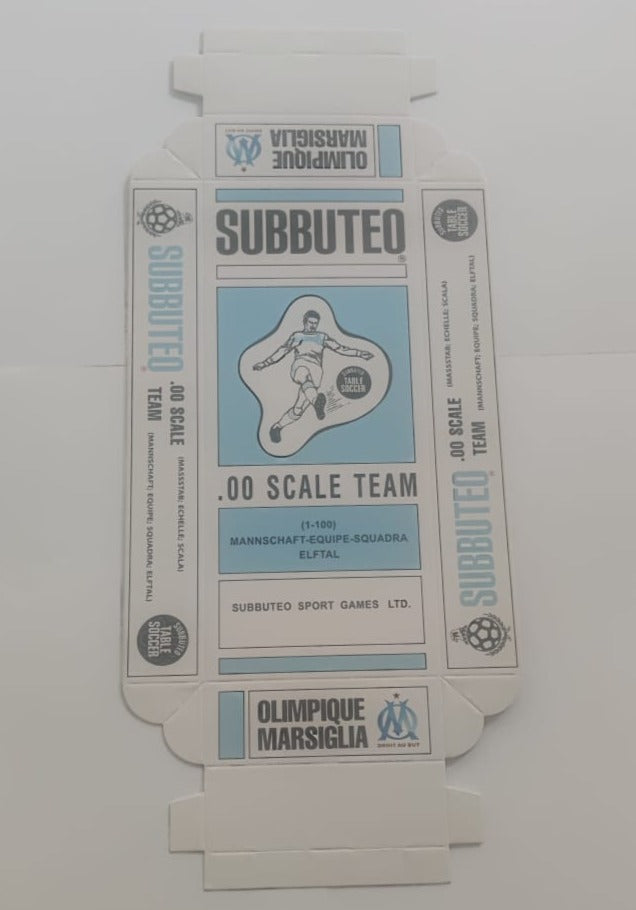 OLIMPIQUE
MARSIGLIA
DROIT AU BUT
SUBBUTEO®
SUBBUTEO
TABLE
SOCCER
.00 SCALE TEAM
(1-100)
MANNSCHAFT-EQUIPE-SQUADRA
ELFTAL
SUBBUTEO SPORT GAMES LTD.
OLIMPIQUE
MARSIGLIA
DROIT AU BUT
SUBBUTEO®
.00 SCALE (MASSSTAB; ECHELLE; SCALA)
TEAM (MANNSCHAFT; EQUIPE; SQUADRA; ELFTAL)
SUBBUTEO
TABLE
SOCCER
SUBBUTEO®
.00 SCALE (MASSSTAB; ECHELLE; SCALA)
TEAM (MANNSCHAFT; EQUIPE; SQUADRA; ELFTAL)
SUBBUTEO
TABLE
SOCCER